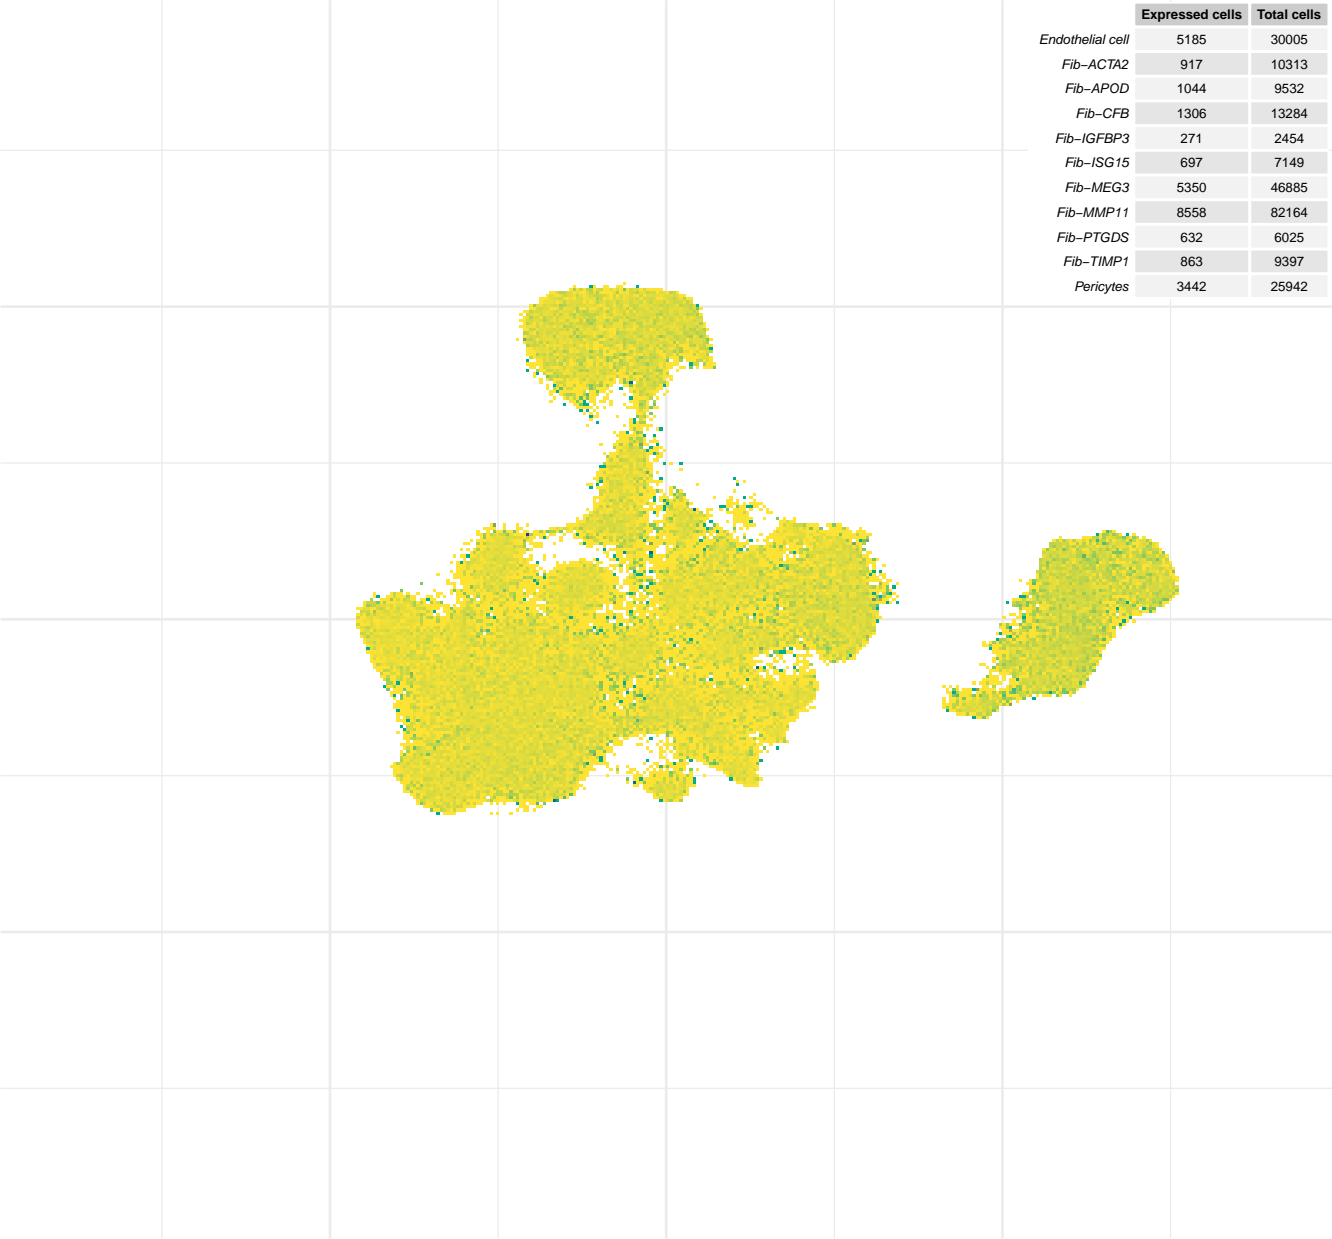 Expressed cells Total cells
Endothelial cell 5185 30005
Fib−ACTA2 917 10313
Fib−APOD 1044 9532
Fib−CFB 1306 13284
Fib−IGFBP3 271 2454
Fib−ISG15 697 7149
Fib−MEG3 5350 46885
Fib−MMP11 8558 82164
Fib−PTGDS 632 6025
Fib−TIMP1 863 9397
Pericytes 3442 25942